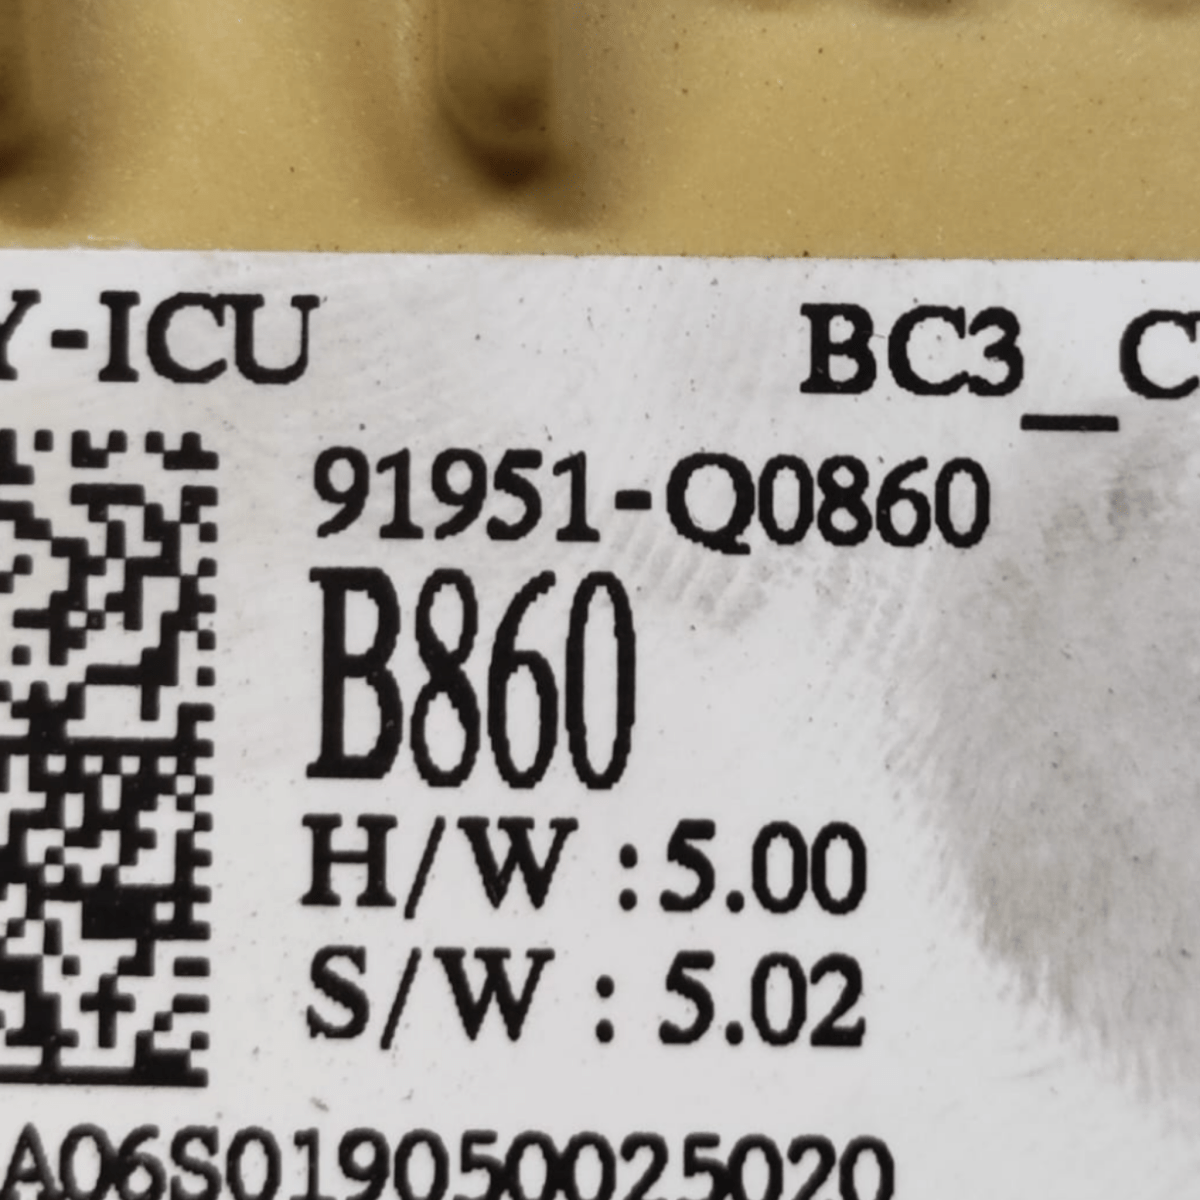 Y-ICU BC3_C
91951-Q0860
B860
H/W :5.00
S/W : 5.02
A06S019050025020